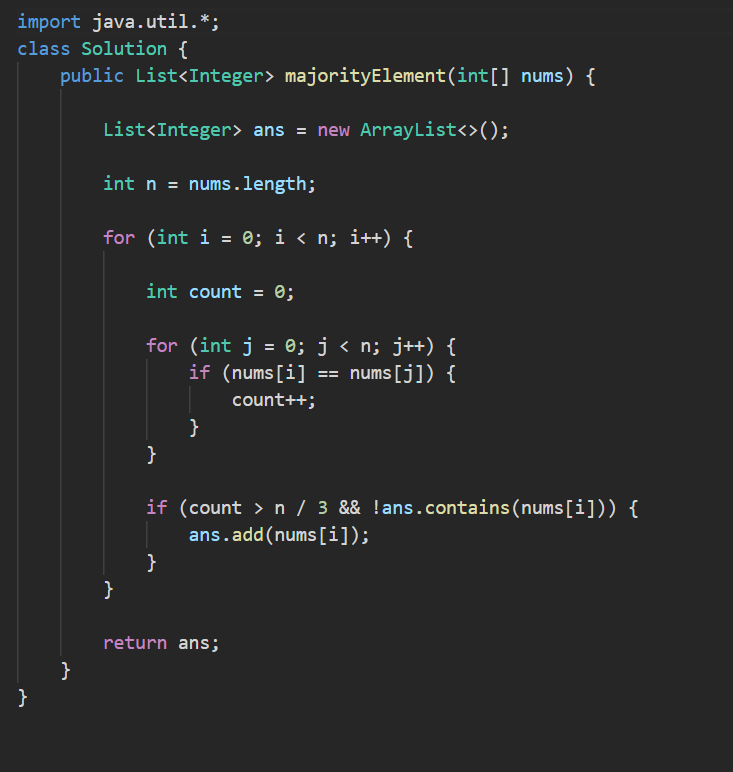 import java.util.*;
class Solution {
    public List<Integer> majorityElement(int[] nums) {
        List<Integer> ans = new ArrayList<>();
        int n = nums.length;
        for (int i = 0; i < n; i++) {
            int count = 0;
            for (int j = 0; j < n; j++) {
                if (nums[i] == nums[j]) {
                    count++;
                }
            }
            if (count > n / 3 && !ans.contains(nums[i])) {
                ans.add(nums[i]);
            }
        }
        return ans;
    }
}